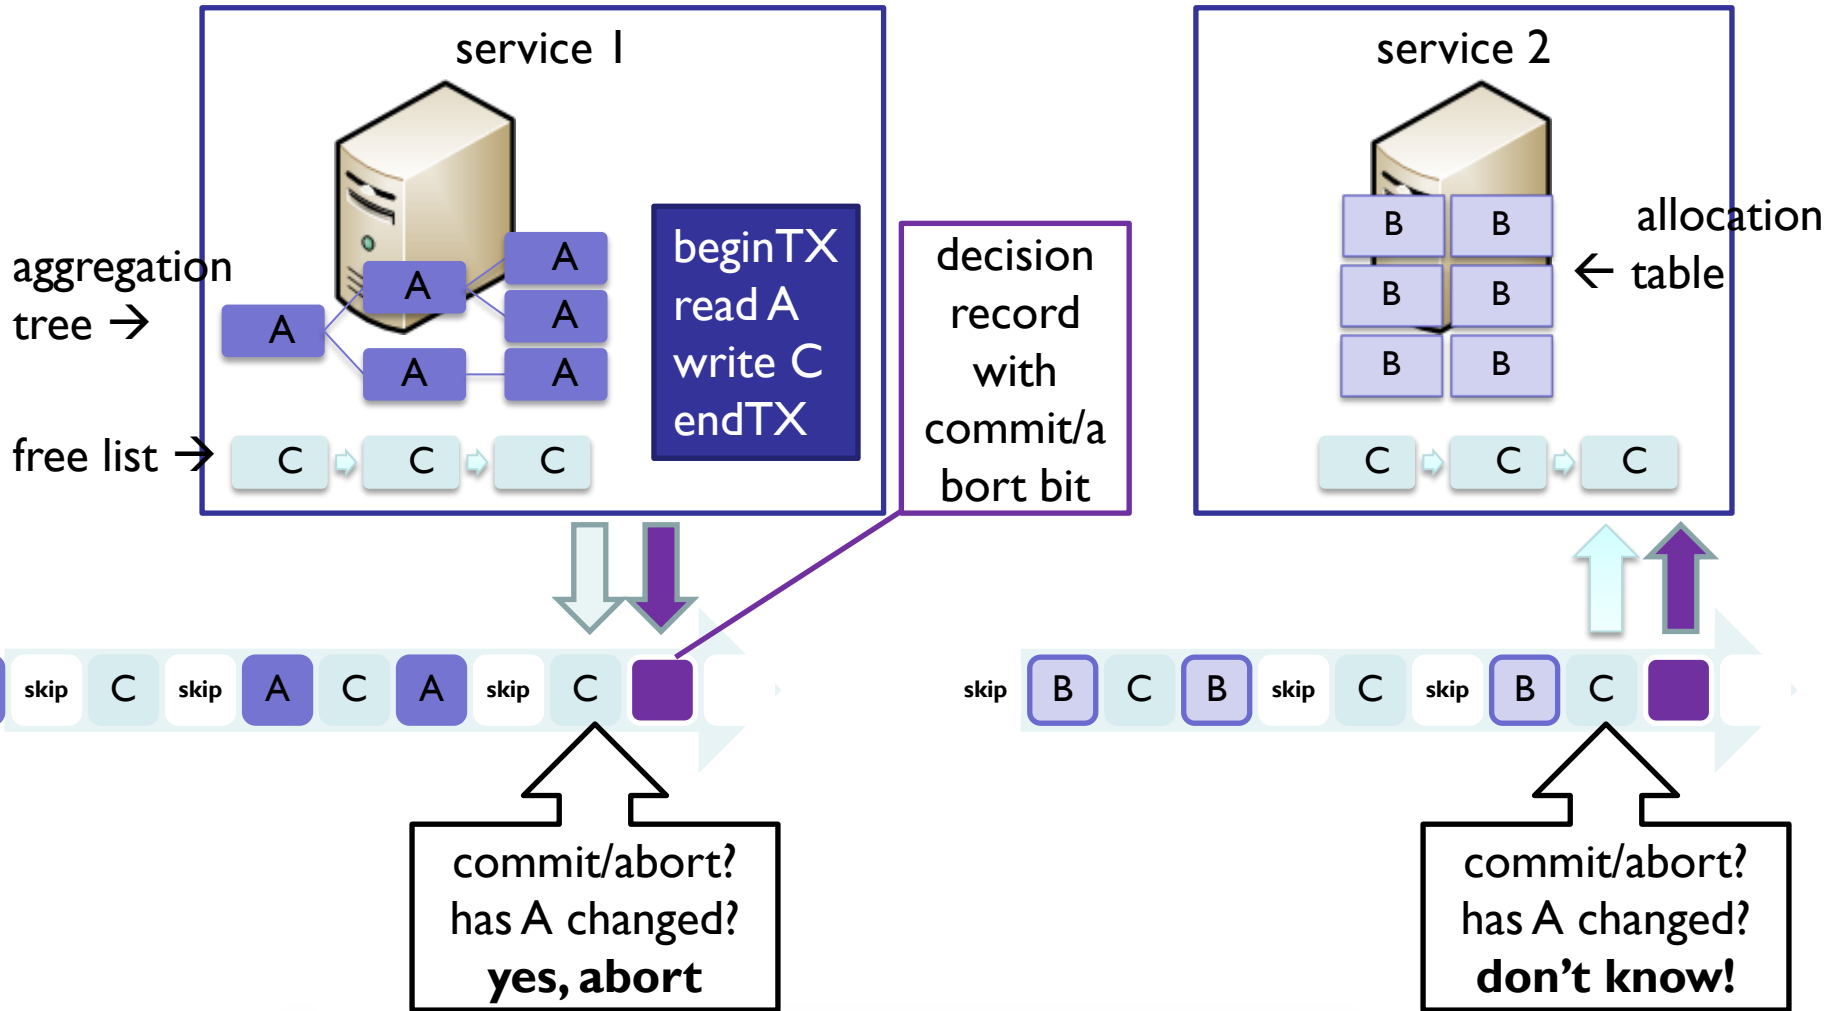 service 1
aggregation
tree →
A
A
A
A
A
A
free list →
C
C
C
beginTX
read A
write C
endTX
decision
record
with
commit/a
bort bit
service 2
B B
B B
B B
allocation
← table
C
C
C
skip C skip A C A skip C
skip B C B skip C skip B C
commit/abort?
has A changed?
yes, abort
commit/abort?
has A changed?
don't know!